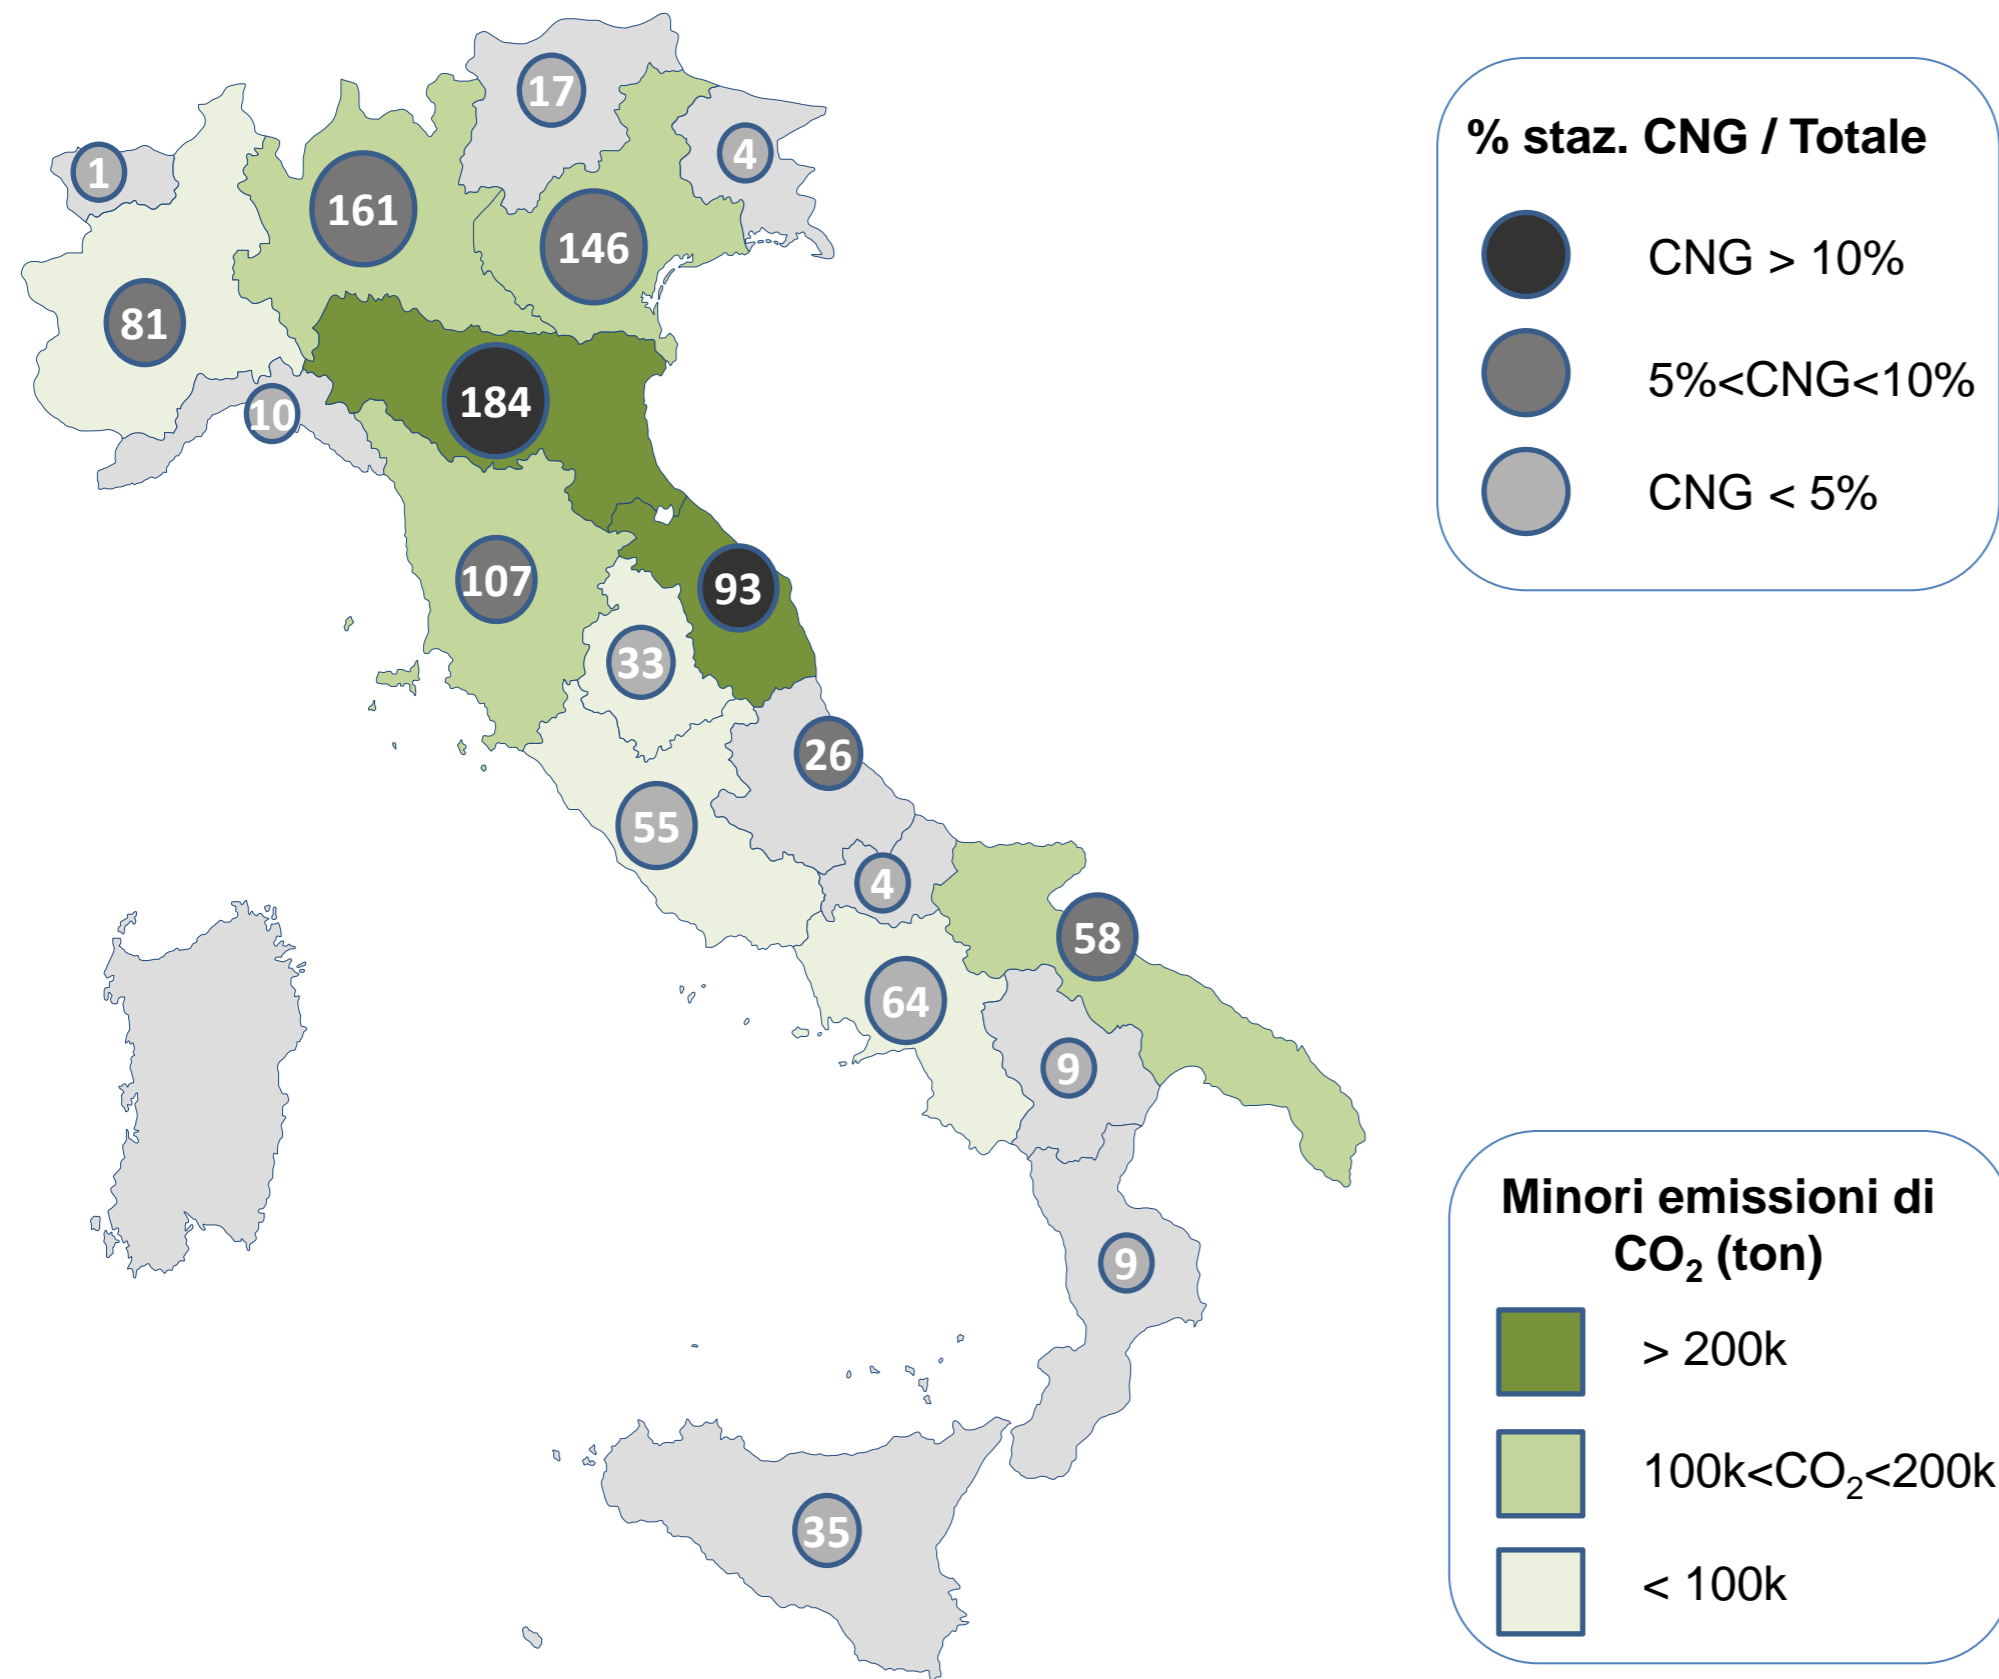 17
4
1
161
146
81
184
10
107
93
33
26
55
4
58
64
9
9
35
% staz. CNG / Totale
CNG > 10%
5%<CNG<10%
CNG < 5%
Minori emissioni di
CO₂ (ton)
> 200k
100k<CO₂<200k
< 100k